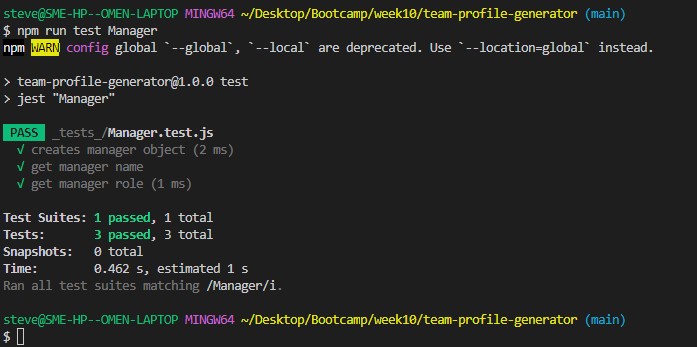 steve@SME-HP--OMEN-LAPTOP MINGW64 ~/Desktop/Bootcamp/week10/team-profile-generator (main)
$ npm run test Manager
npm WARN config global `--global`, `--local` are deprecated. Use `--location=global` instead.
> team-profile-generator@1.0.0 test
> jest "Manager"
PASS _tests_/Manager.test.js
√ creates manager object (2 ms)
√ get manager name
√ get manager role (1 ms)
Test Suites: 1 passed, 1 total
Tests: 3 passed, 3 total
Snapshots: 0 total
Time: 0.462 s, estimated 1 s
Ran all test suites matching /Manager/i.
steve@SME-HP--OMEN-LAPTOP MINGW64 ~/Desktop/Bootcamp/week10/team-profile-generator (main)
$